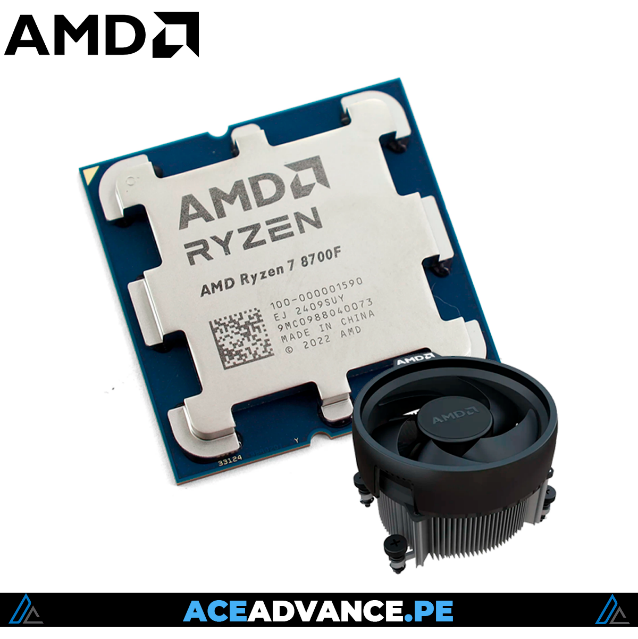 AMD
AMD
RYZEN
AMD Ryzen 7 8700F
100-000001590
EJ 2409SUY
9MC0988040073
MADE IN CHINA
© 2022 AMD
AMD
AMD
Y
33124
ACEADVANCE.PE